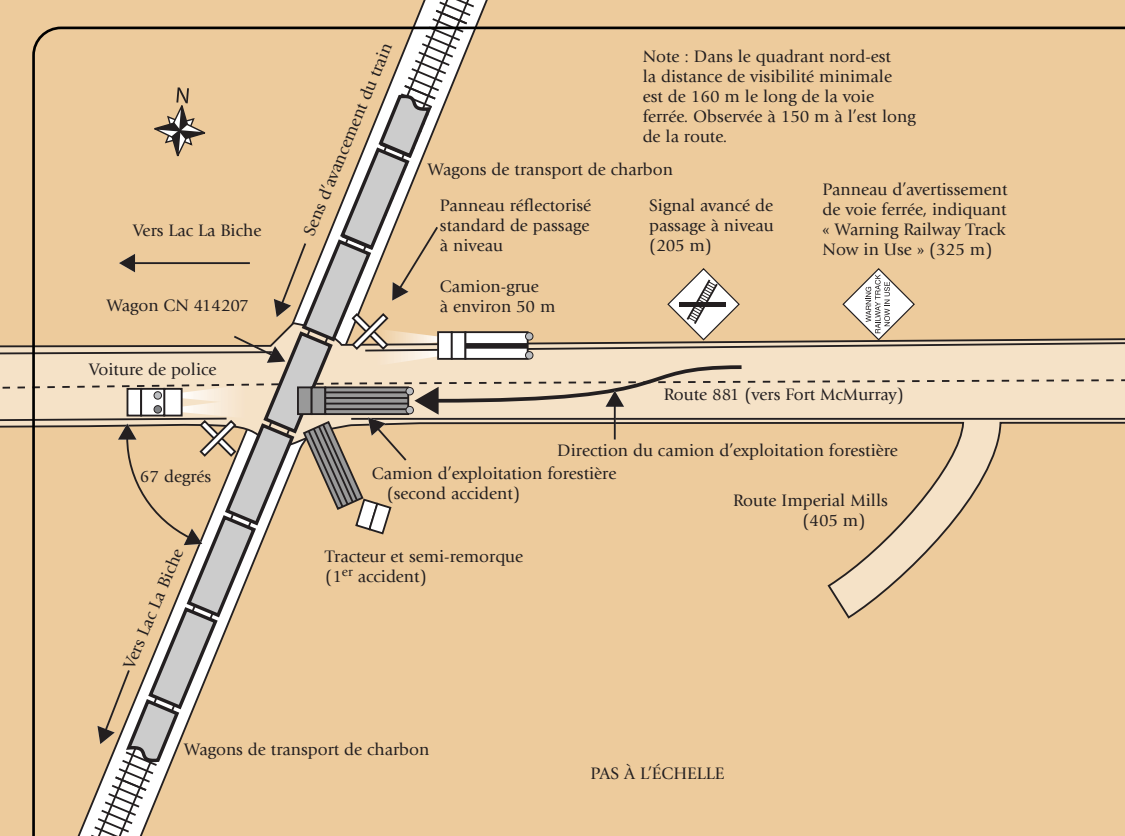 Note : Dans le quadrant nord-est
la distance de visibilité minimale
est de 160 m le long de la voie
ferrée. Observée à 150 m à l'est long
de la route.
N
Sens d'avancement du train
Wagons de transport de charbon
Panneau réflectorisé
standard de passage
à niveau
Signal avancé de
passage à niveau
(205 m)
Panneau d'avertissement
de voie ferrée, indiquant
« Warning Railway Track
Now in Use » (325 m)
Vers Lac La Biche
Camion-grue
à environ 50 m
Wagon CN 414207
WARNING
RAILWAY TRACK
NOW IN USE
Voiture de police
Route 881 (vers Fort McMurray)
Direction du camion d'exploitation forestière
67 degrés
Camion d'exploitation forestière
(second accident)
Route Imperial Mills
(405 m)
Tracteur et semi-remorque
(1er accident)
Vers Lac La Biche
Wagons de transport de charbon
PAS À L'ÉCHELLE